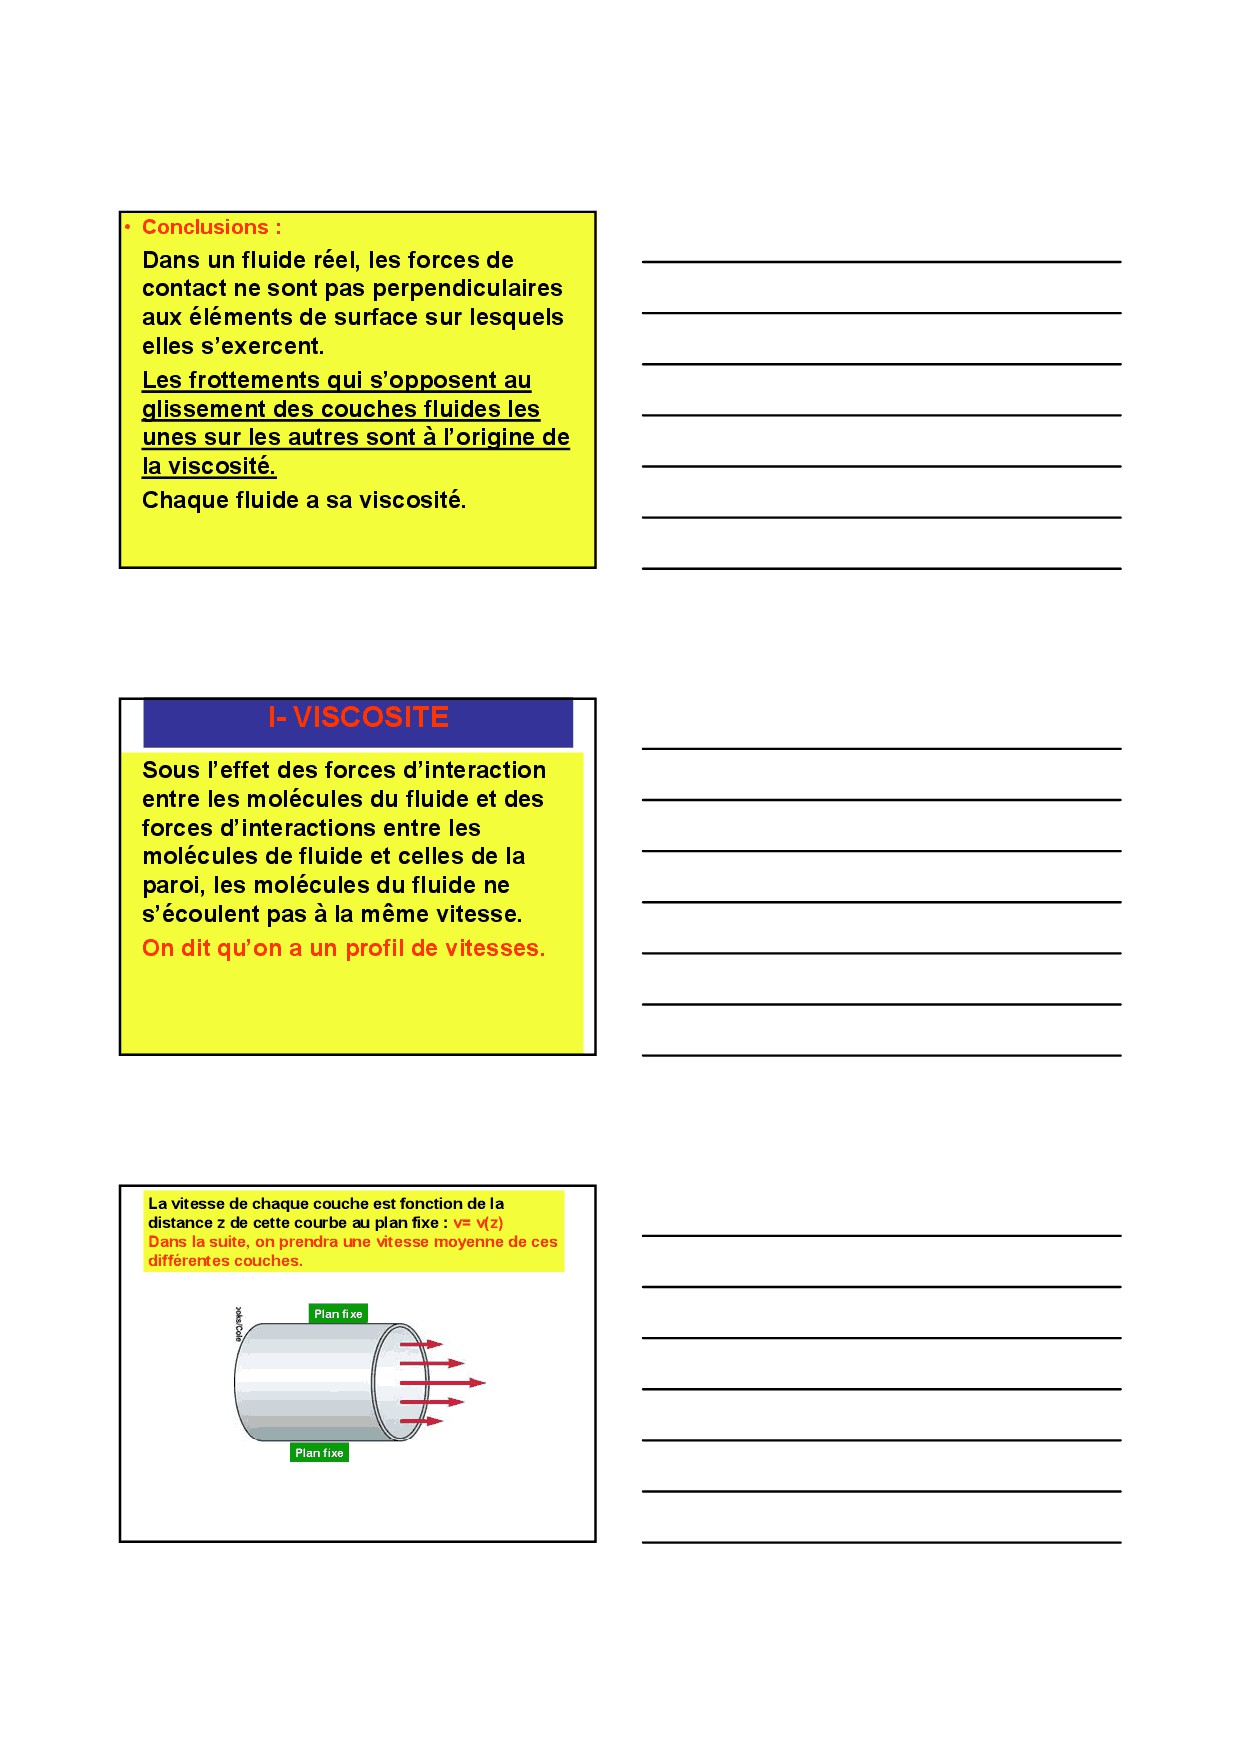 • Conclusions :
Dans un fluide réel, les forces de
contact ne sont pas perpendiculaires
aux éléments de surface sur lesquels
elles s’exercent.
Les frottements qui s’opposent au
glissement des couches fluides les
unes sur les autres sont à l’origine de
la viscosité.
Chaque fluide a sa viscosité.
I- VISCOSITE
Sous l’effet des forces d’interaction
entre les molécules du fluide et des
forces d’interactions entre les
molécules de fluide et celles de la
paroi, les molécules du fluide ne
s’écoulent pas à la même vitesse.
On dit qu’on a un profil de vitesses.
La vitesse de chaque couche est fonction de la
distance z de cette courbe au plan fixe : v= v(z)
Dans la suite, on prendra une vitesse moyenne de ces
différentes couches.
Plan fixe
ooks/Cole
Plan fixe